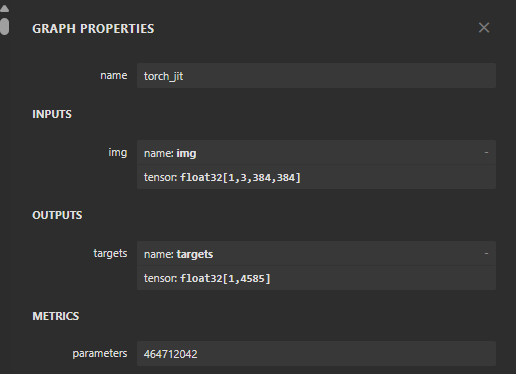 GRAPH PROPERTIES
name torch_jit
INPUTS
img name: img -
tensor: float32[1,3,384,384]
OUTPUTS
targets name: targets -
tensor: float32[1,4585]
METRICS
parameters 464712042